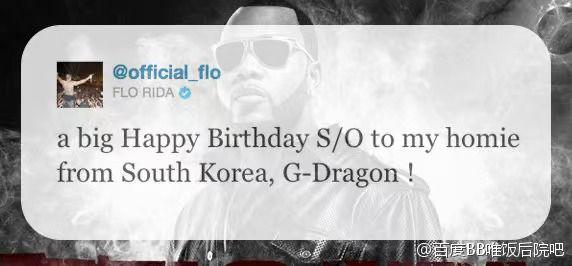 @official_flo
FLO RIDA
a big Happy Birthday S/O to my homie
from South Korea, G-Dragon !
@百度BB唯饭后院吧